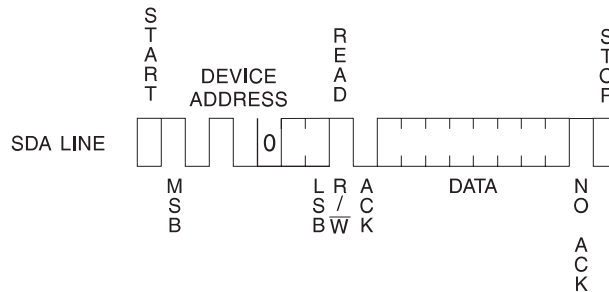 START
DEVICE
ADDRESS
READ
STOP
SDA LINE
0
MSB
LSB
R/W
ACK
DATA
NO ACK